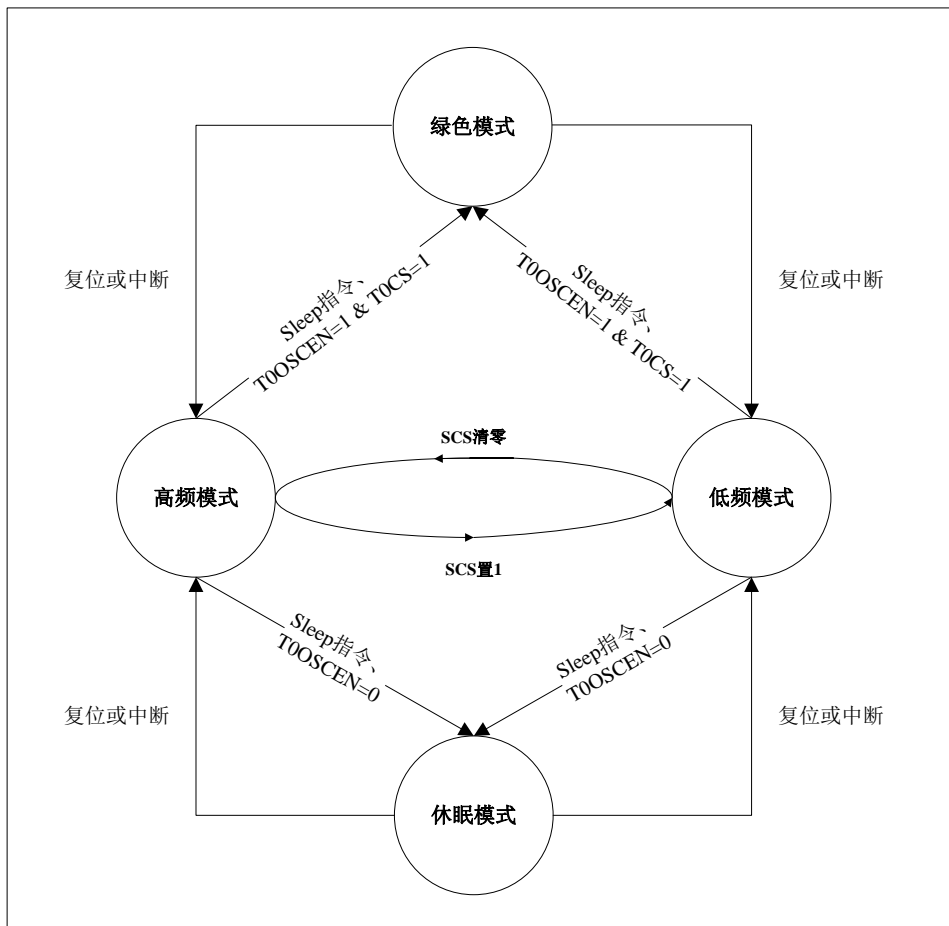 绿色模式
复位或中断
Sleep指令、
T0OSCEN=1 & T0CS=1
Sleep指令、
T0OSCEN=1 & T0CS=1
复位或中断
SCS清零
高频模式
低频模式
SCS置1
Sleep指令、
T0OSCEN=0
Sleep指令、
T0OSCEN=0
复位或中断
复位或中断
休眠模式